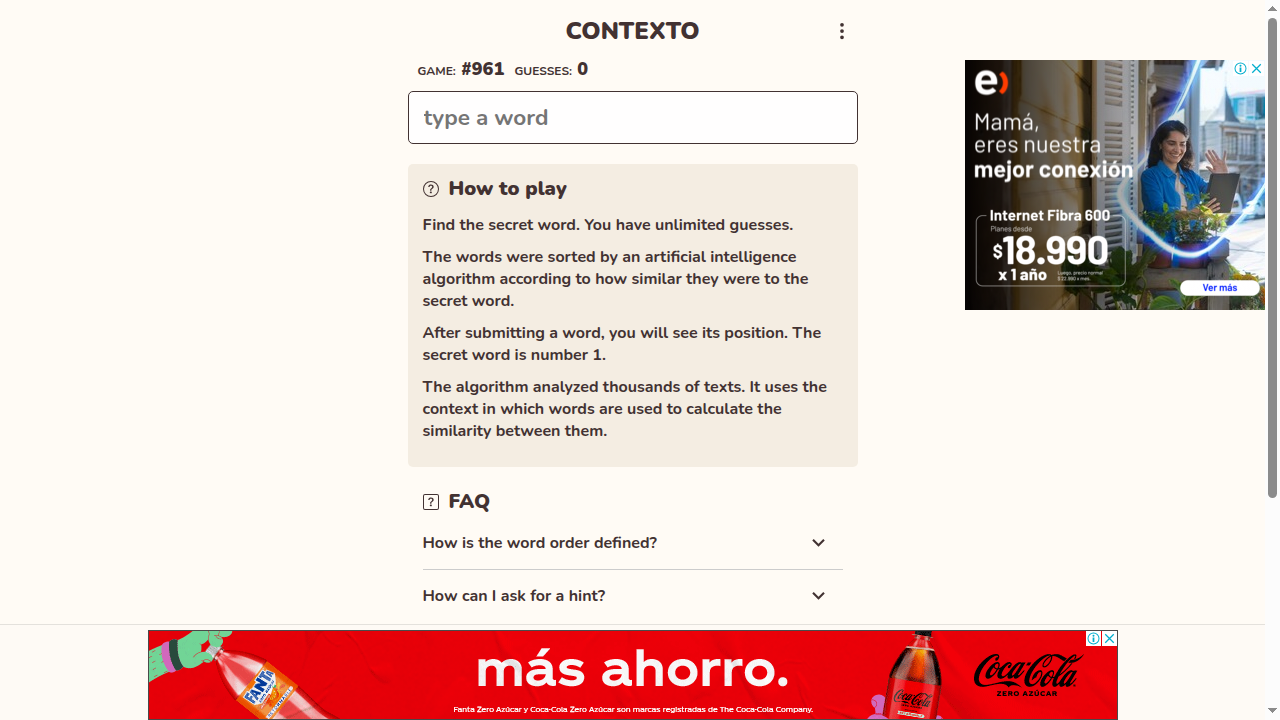 CONTEXTO
GAME: #961 GUESSES: 0
type a word
How to play
Find the secret word. You have unlimited guesses.
The words were sorted by an artificial intelligence
algorithm according to how similar they were to the
secret word.
After submitting a word, you will see its position. The
secret word is number 1.
The algorithm analyzed thousands of texts. It uses the
context in which words are used to calculate the
similarity between them.
FAQ
How is the word order defined?
How can I ask for a hint?
e)
Mamá,
eres nuestra
mejor conexión
Internet Fibra 600
Planes desde
$18.990
x 1 año
Luego, precio normal
Ver más
FANTA
más ahorro.
Fanta Zero Azúcar y Coca-Cola Zero Azúcar son marcas registradas de The Coca-Cola Company.
Coca-Cola
Coca-Cola
ZERO AZÚCAR